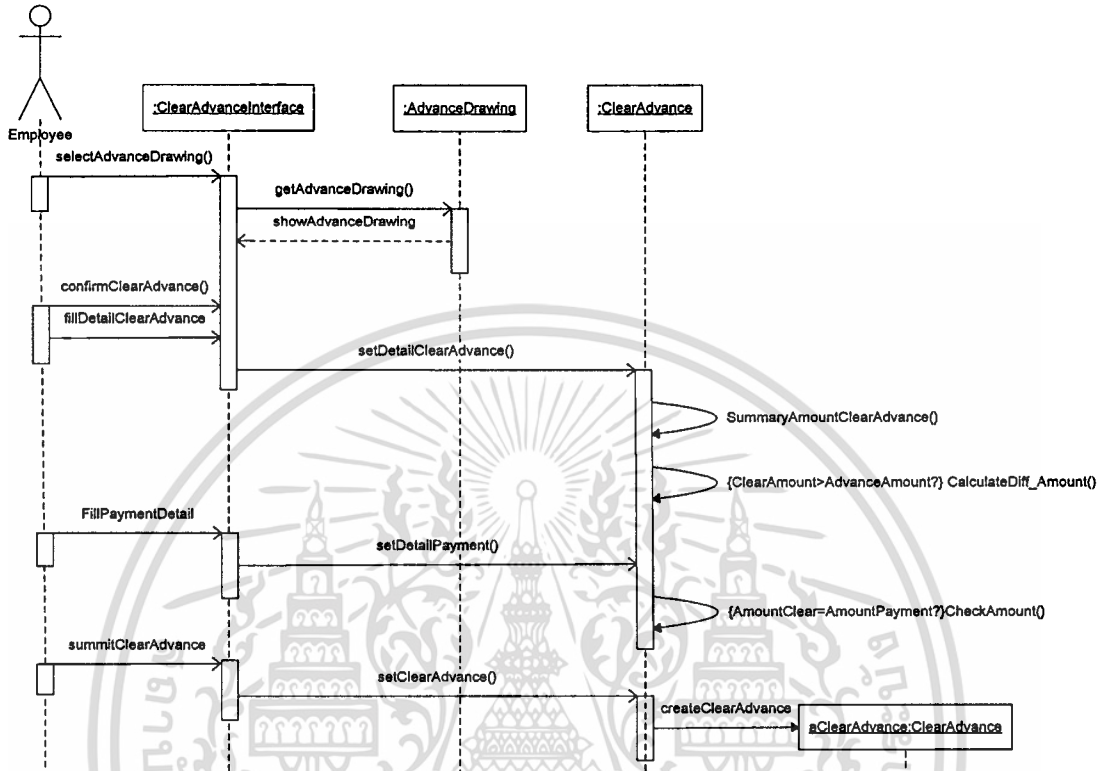 :ClearAdvanceInterface
:AdvanceDrawing
:ClearAdvance
Employee
selectAdvanceDrawing()
getAdvanceDrawing()
showAdvanceDrawing
confirmClearAdvance()
fillDetailClearAdvance
setDetailClearAdvance()
SummaryAmountClearAdvance()
{ClearAmount>AdvanceAmount?} CalculateDiff_Amount()
FillPaymentDetail
setDetailPayment()
{AmountClear=AmountPayment?}CheckAmount()
summitClearAdvance
setClearAdvance()
createClearAdvance
aClearAdvance:ClearAdvance